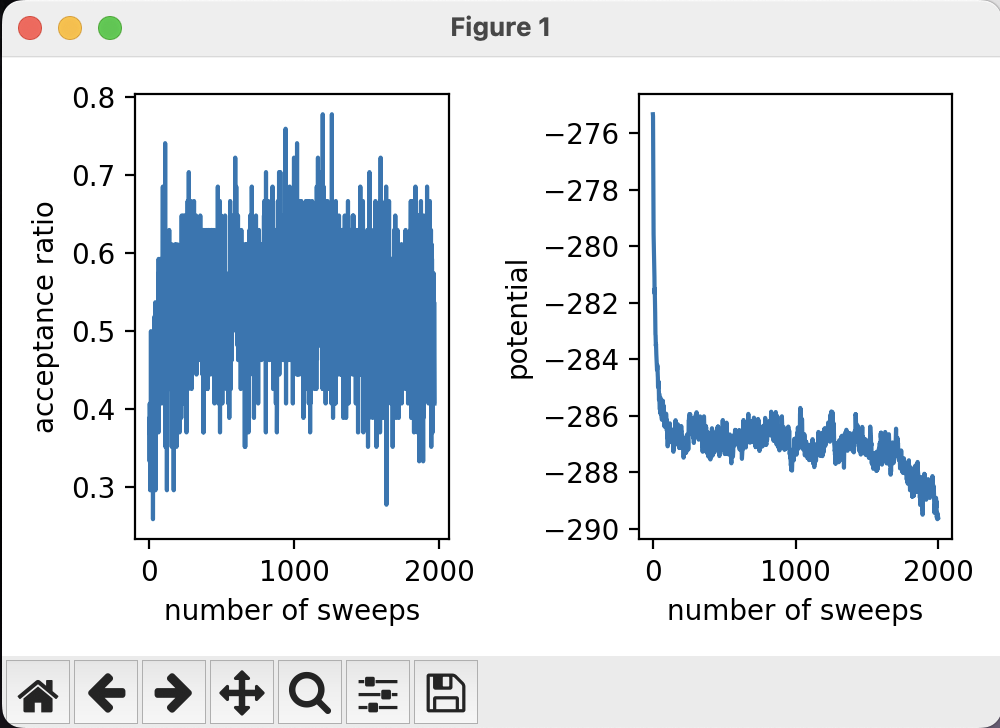 Figure 1
0.8
0.7
0.6
0.5
0.4
0.3
acceptance ratio
0 1000 2000
number of sweeps
−276
−278
−280
−282
−284
−286
−288
−290
potential
0 1000 2000
number of sweeps